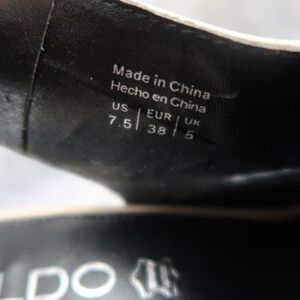 Made in China
Hecho en China
US | EUR | UK
7.5 | 38 | 5
LDO